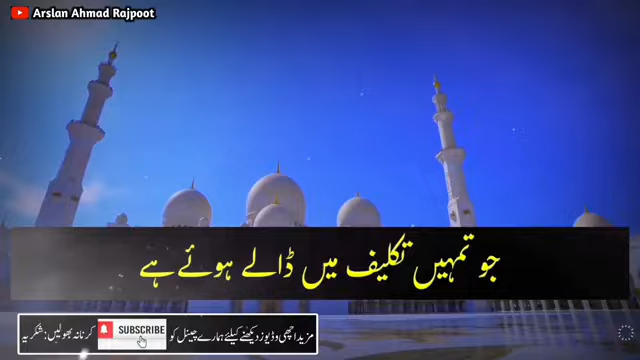 Arslan Ahmad Rajpoot
جو تمہیں تکلیف میں ڈالے ہوئے ہے
مزید اچھی وڈیوز دیکھنے کیلئے ہمارے چینل کو SUBSCRIBE کرنا نہ بھولیں: شکریہ